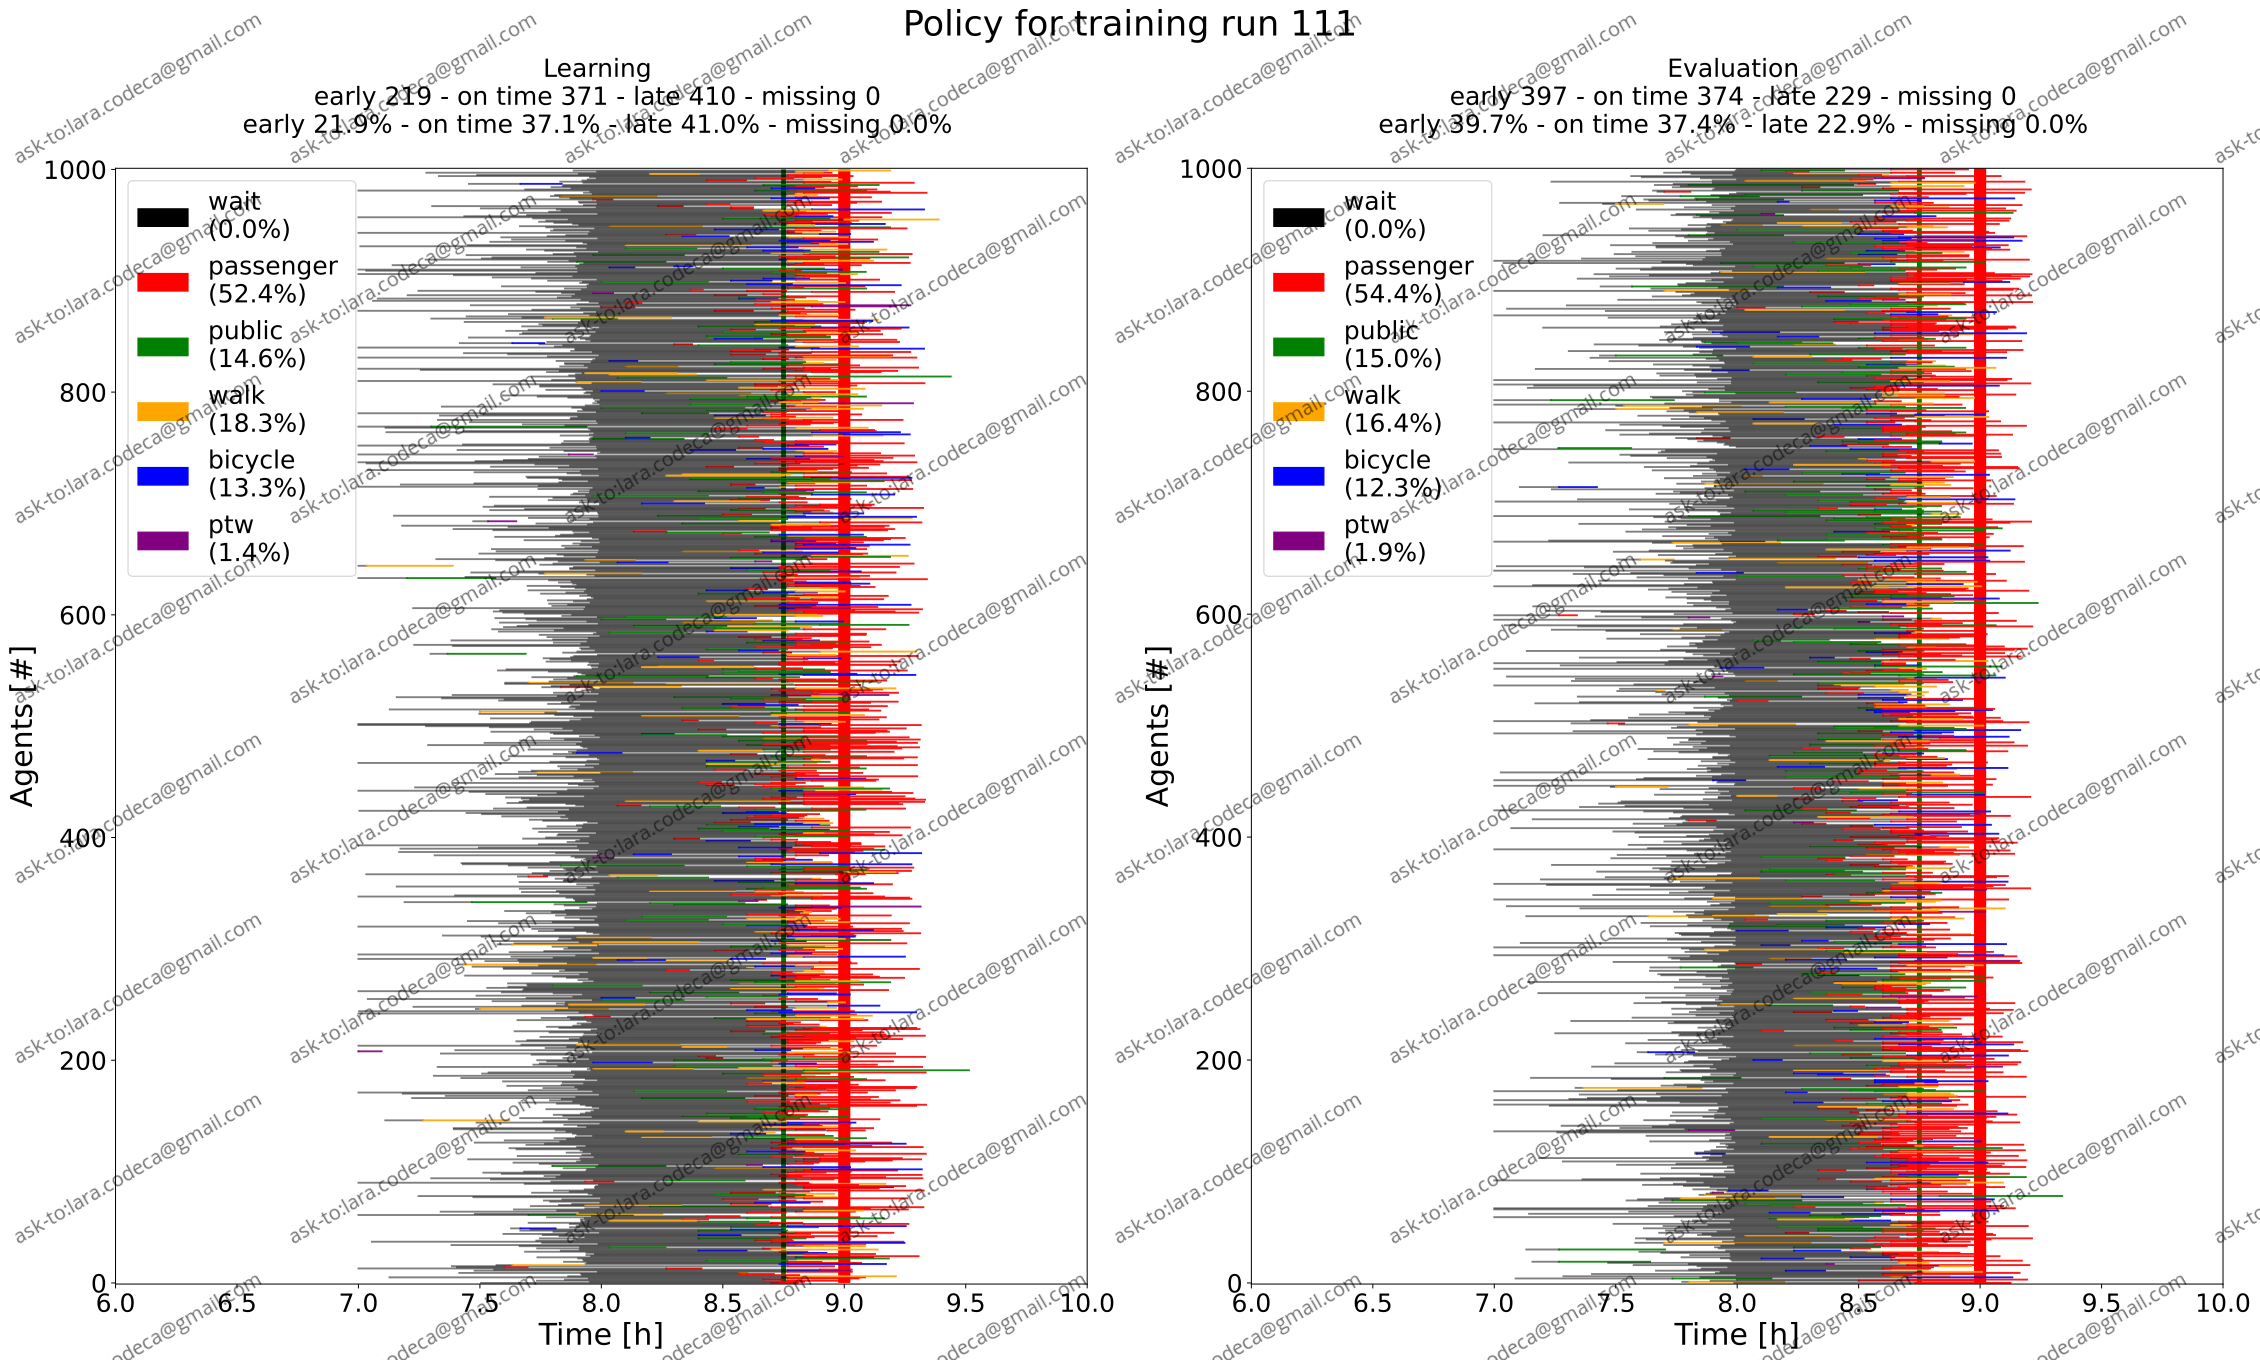 Policy for training run 111
Learning
early 219 - on time 371 - late 410 - missing 0
early 21.9% - on time 37.1% - late 41.0% - missing 0.0%
1000
800
600
400
200
0
Agents [#]
wait
(0.0%)
passenger
(52.4%)
public
(14.6%)
walk
(18.3%)
bicycle
(13.3%)
ptw
(1.4%)
6.0 6.5 7.0 7.5 8.0 8.5 9.0 9.5 10.0
Time [h]
Evaluation
early 397 - on time 374 - late 229 - missing 0
early 39.7% - on time 37.4% - late 22.9% - missing 0.0%
1000
800
600
400
200
0
Agents [#]
wait
(0.0%)
passenger
(54.4%)
public
(15.0%)
walk
(16.4%)
bicycle
(12.3%)
ptw
(1.9%)
6.0 6.5 7.0 7.5 8.0 8.5 9.0 9.5 10.0
Time [h]
ask-to:lara.codeca@gmail.com